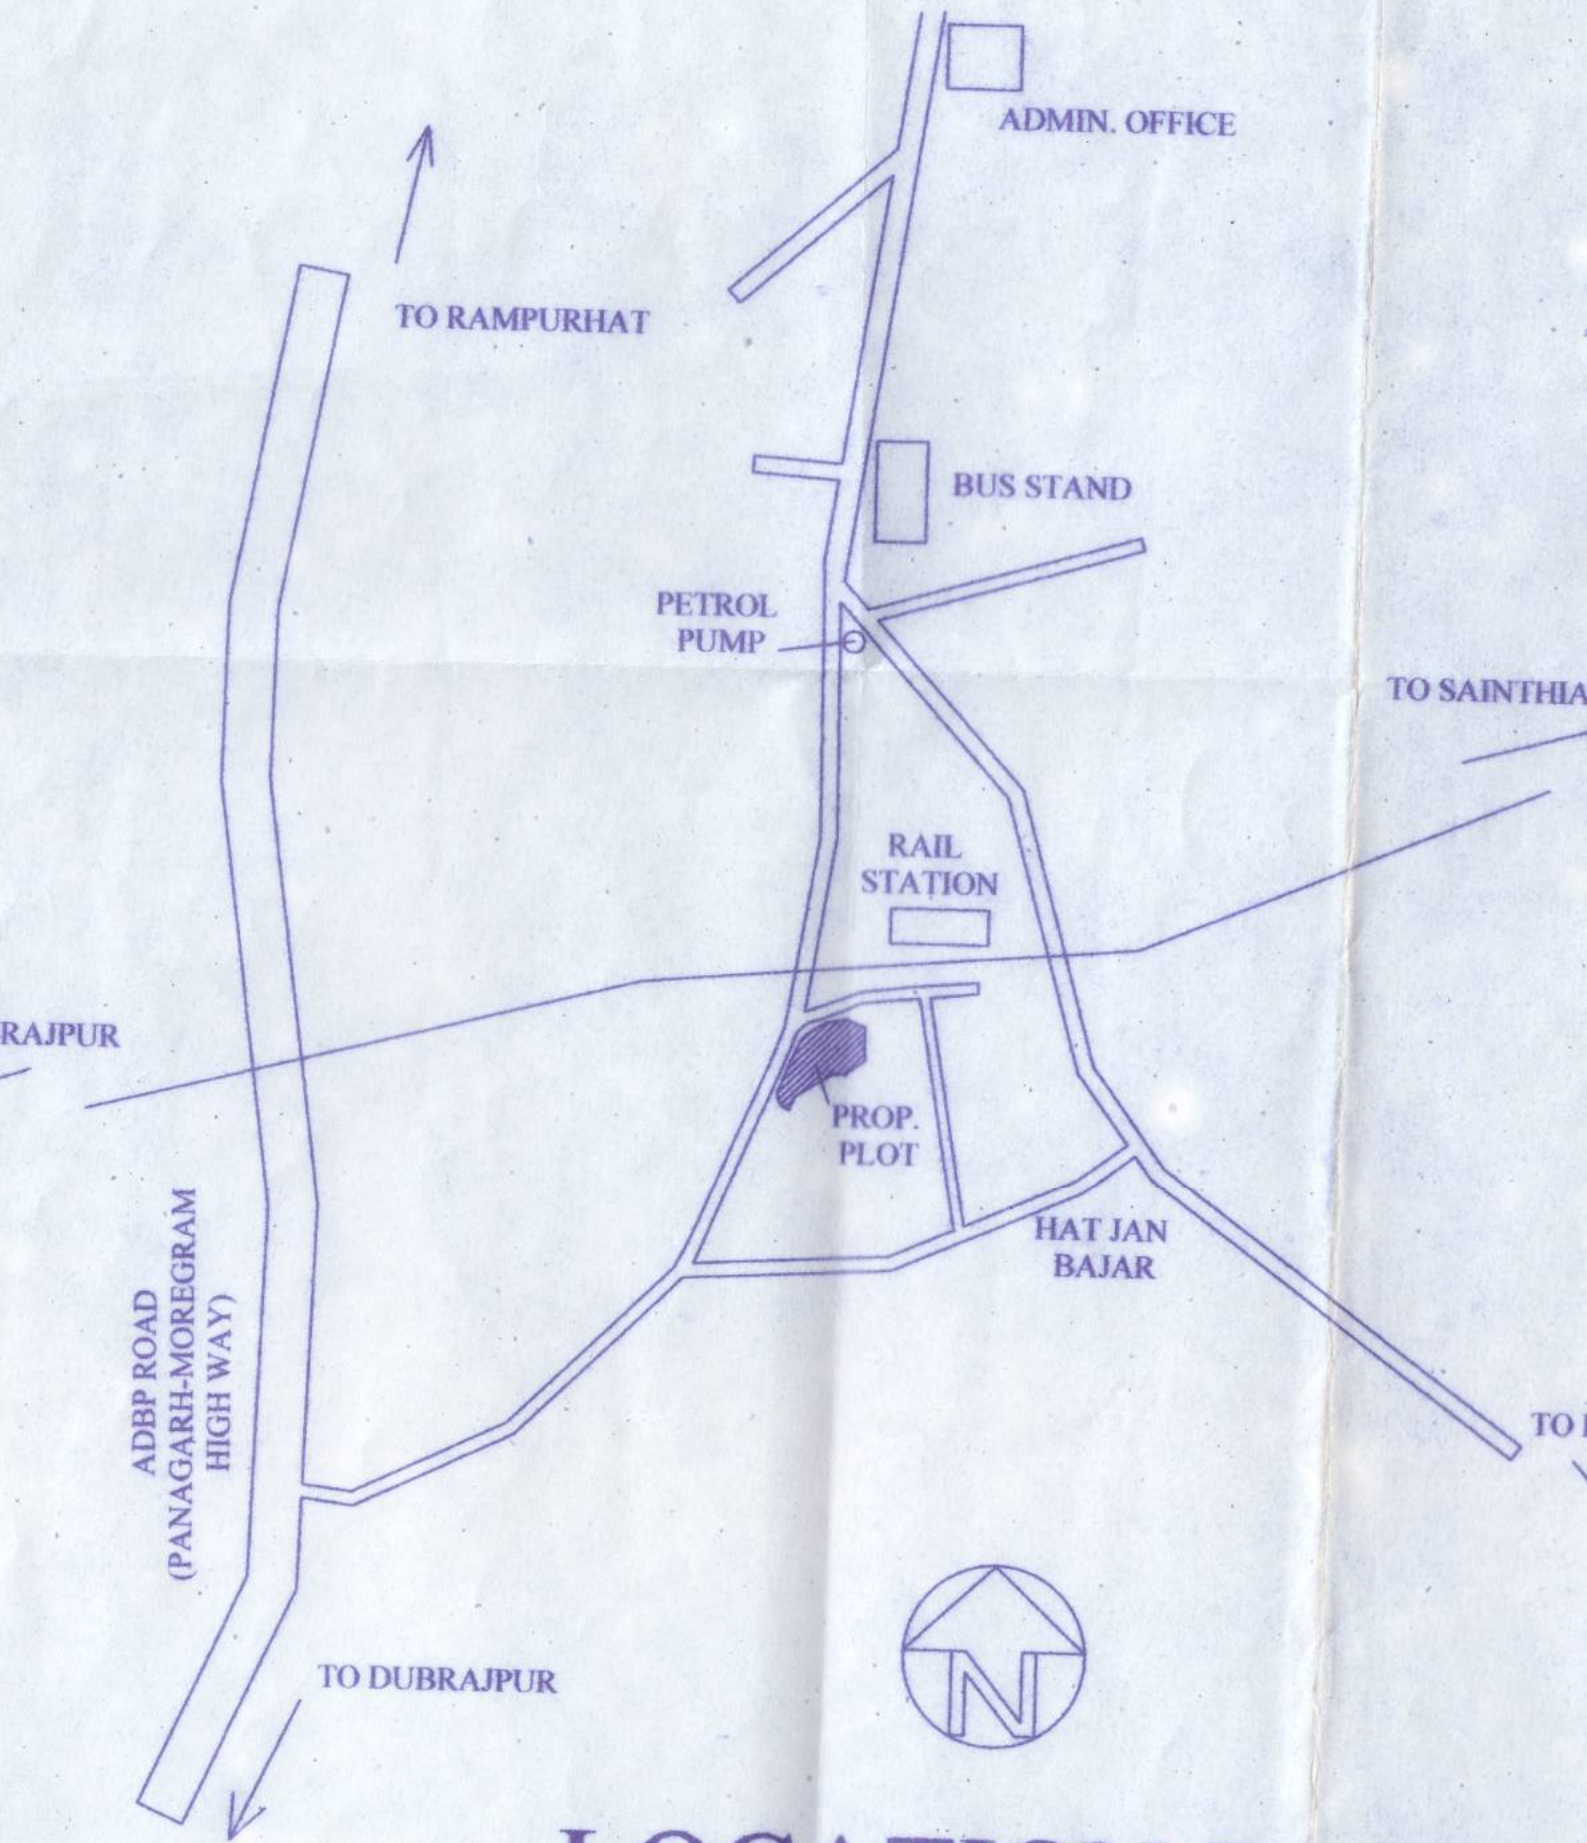 ADMIN. OFFICE
TO RAMPURHAT
BUS STAND
PETROL
PUMP
TO SAINTHIA
RAIL
STATION
RAJPUR
PROP.
PLOT
HAT JAN
BAJAR
ADBP ROAD
(PANAGARH-MOREGRAM
HIGH WAY)
TO
TO DUBRAJPUR
N